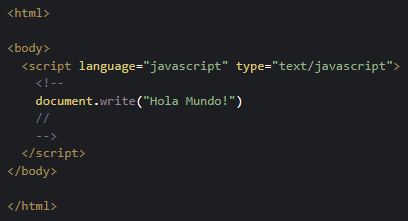 <html>
<body>
<script language="javascript" type="text/javascript">
<!--
document.write("Hola Mundo!")
//
-->
</script>
</body>
</html>